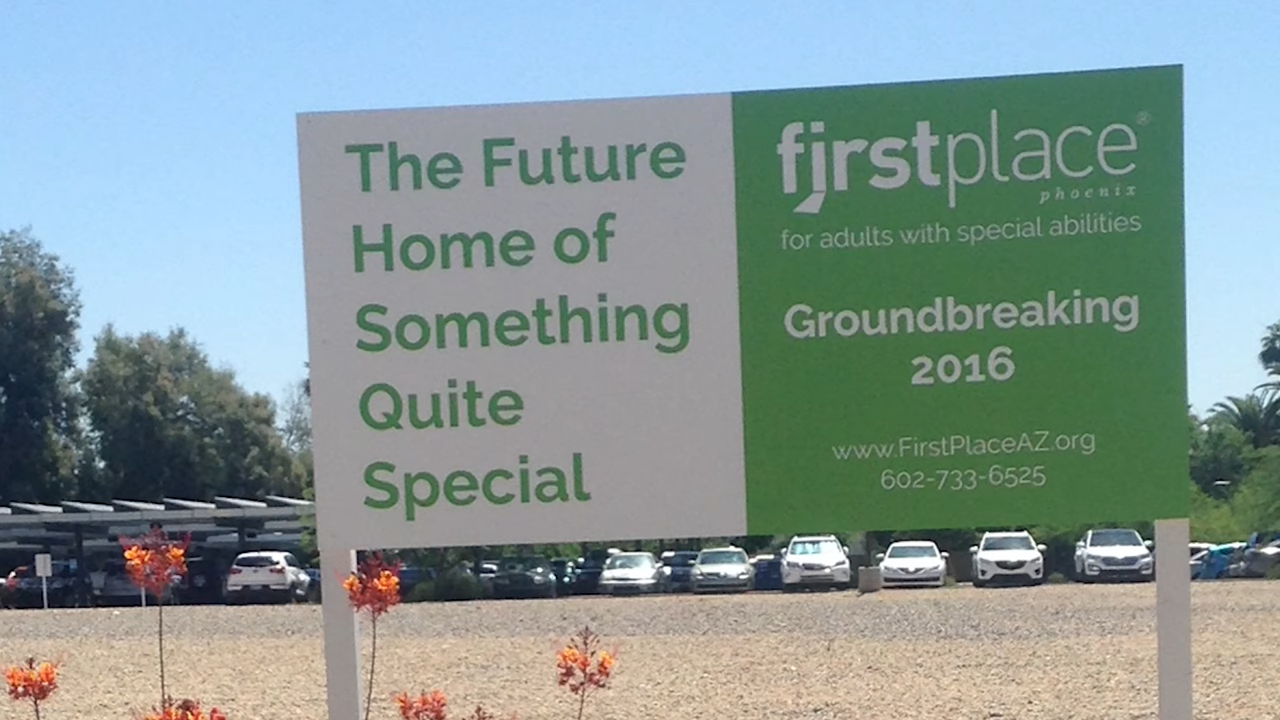 The Future
Home of
Something
Quite
Special
firstplace®
phoenix
for adults with special abilities
Groundbreaking
2016
www.FirstPlaceAZ.org
602-733-6525